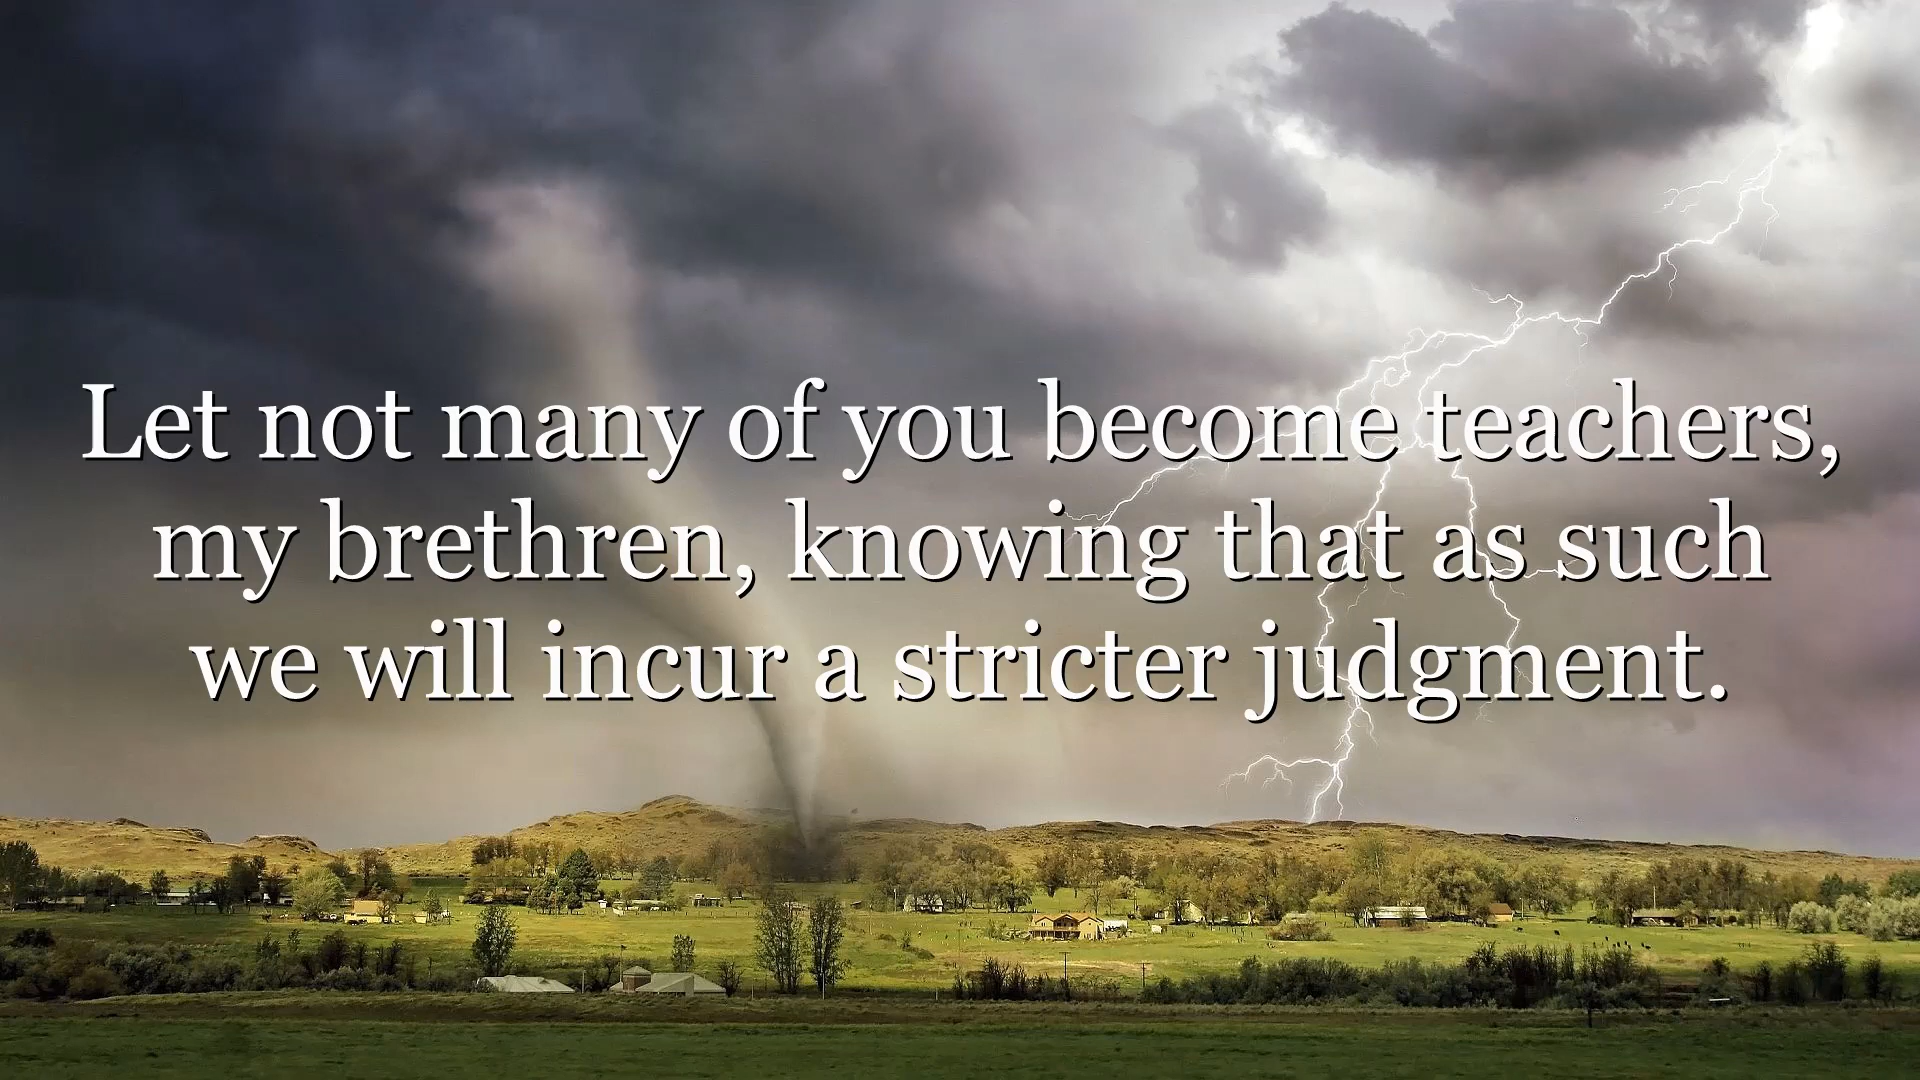 Let not many of you become teachers,
my brethren, knowing that as such
we will incur a stricter judgment.